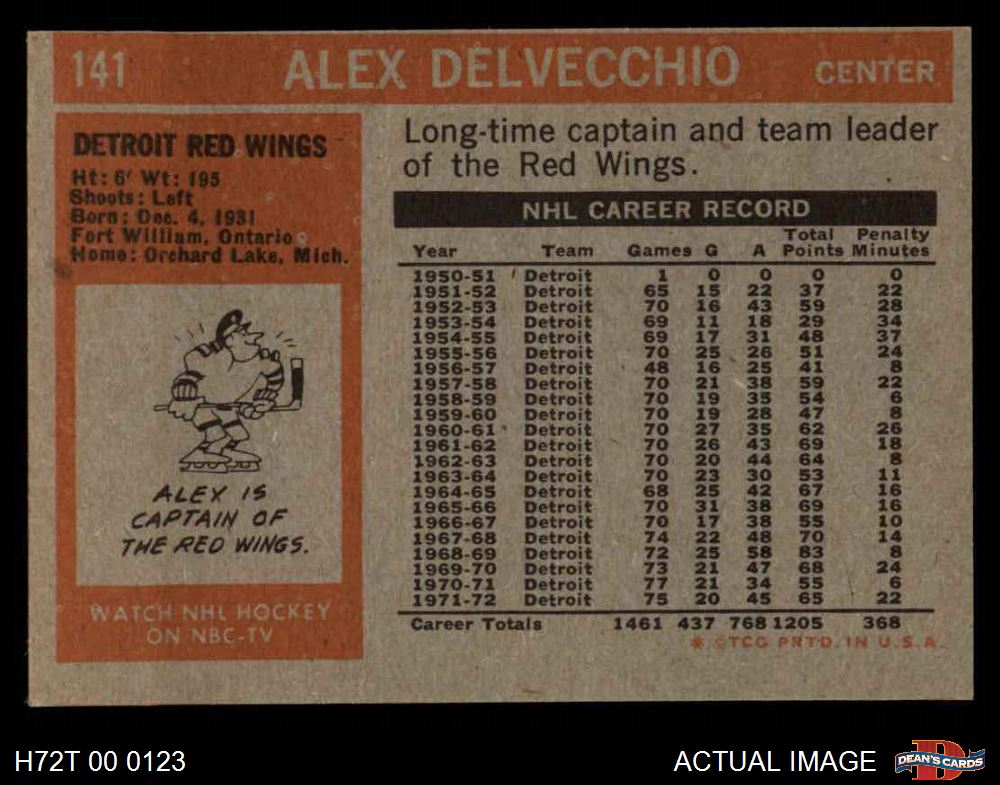 141 ALEX DELVECCHIO CENTER
DETROIT RED WINGS
Ht: 6' Wt: 195
Shoots: Left
Born: Dec. 4, 1931
Fort William, Ontario
Home: Orchard Lake, Mich.
ALEX IS
CAPTAIN OF
THE RED WINGS.
WATCH NHL HOCKEY
ON NBC-TV
Long-time captain and team leader
of the Red Wings.
NHL CAREER RECORD
Year Team Games G A Total Points Penalty Minutes
1950-51 Detroit 1 0 0 0 0
1951-52 Detroit 65 15 22 37 22
1952-53 Detroit 70 16 43 59 28
1953-54 Detroit 69 11 18 29 34
1954-55 Detroit 69 17 31 48 37
1955-56 Detroit 70 25 26 51 24
1956-57 Detroit 48 16 25 41 8
1957-58 Detroit 70 21 38 59 22
1958-59 Detroit 70 19 35 54 6
1959-60 Detroit 70 19 28 47 8
1960-61 Detroit 70 27 35 62 26
1961-62 Detroit 70 26 43 69 18
1962-63 Detroit 70 20 44 64 8
1963-64 Detroit 70 23 30 53 11
1964-65 Detroit 68 25 42 67 16
1965-66 Detroit 70 31 38 69 16
1966-67 Detroit 70 17 38 55 10
1967-68 Detroit 74 22 48 70 14
1968-69 Detroit 72 25 58 83 8
1969-70 Detroit 73 21 47 68 24
1970-71 Detroit 77 21 34 55 6
1971-72 Detroit 75 20 45 65 22
Career Totals 1461 437 768 1205 368
* ©TCG PRTD. IN U.S.A.
H72T 00 0123 ACTUAL IMAGE DEAN'S CARDS